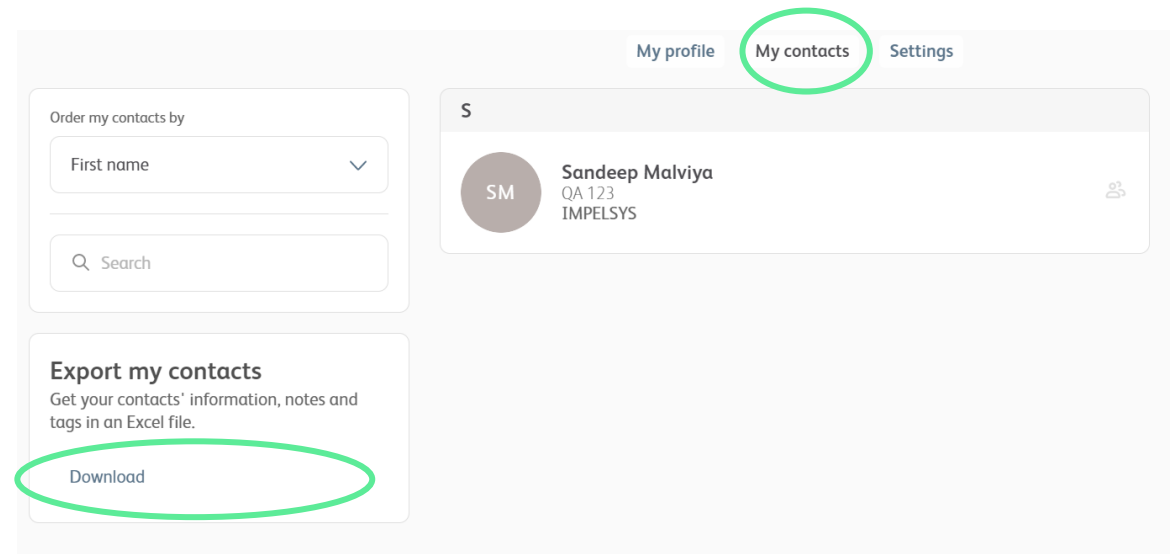 My profile
My contacts
Settings
Order my contacts by
First name
Search
Export my contacts
Get your contacts' information, notes and
tags in an Excel file.
Download
S
SM
Sandeep Malviya
QA 123
IMPELSYS